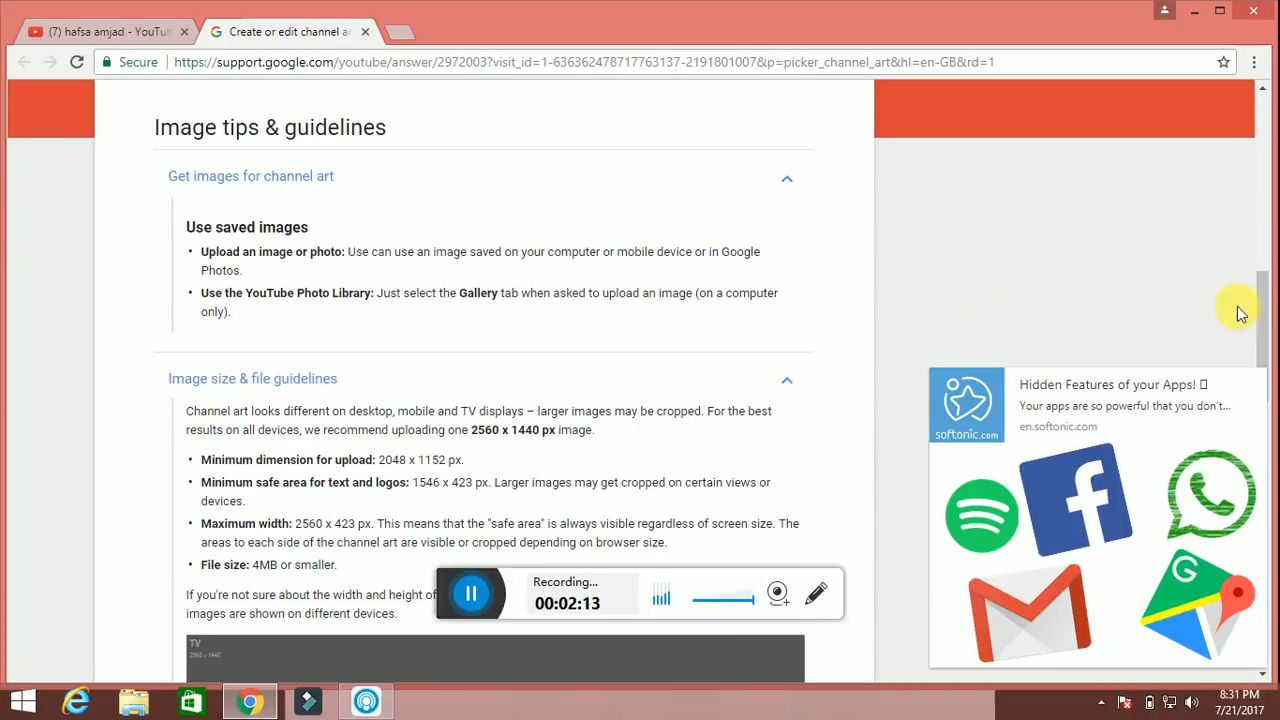 (7) hafsa amjad - YouTu
Create or edit channel ar
Secure
https://support.google.com/youtube/answer/2972003?visit_id=1-636362478717763137-2191801007&p=picker_channel_art&hl=en-GB&rd=1
Image tips & guidelines
Get images for channel art
Use saved images
• Upload an image or photo: Use can use an image saved on your computer or mobile device or in Google
Photos.
• Use the YouTube Photo Library: Just select the Gallery tab when asked to upload an image (on a computer
only).
Image size & file guidelines
Channel art looks different on desktop, mobile and TV displays – larger images may be cropped. For the best
results on all devices, we recommend uploading one 2560 x 1440 px image.
• Minimum dimension for upload: 2048 x 1152 px.
• Minimum safe area for text and logos: 1546 x 423 px. Larger images may get cropped on certain views or
devices.
• Maximum width: 2560 x 423 px. This means that the "safe area" is always visible regardless of screen size. The
areas to each side of the channel art are visible or cropped depending on browser size.
• File size: 4MB or smaller.
If you're not sure about the width and height of
images are shown on different devices.
TV
2560 x 1440
Recording...
00:02:13
softonic.com
Hidden Features of your Apps!
Your apps are so powerful that you don't...
en.softonic.com
G
8:31 PM
7/21/2017